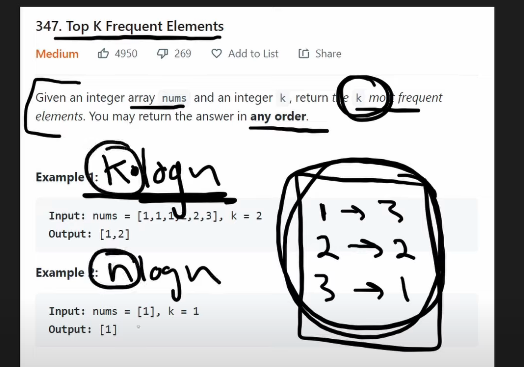 347. Top K Frequent Elements
Medium 4950 269 Add to List Share
Given an integer array nums and an integer k, return the k most frequent
elements. You may return the answer in any order.
k·logn
Example 1:
Input: nums = [1,1,1,2,2,3], k = 2
Output: [1,2]
nlogn
Example 2:
Input: nums = [1], k = 1
Output: [1]
1 → 3
2 → 2
3 → 1